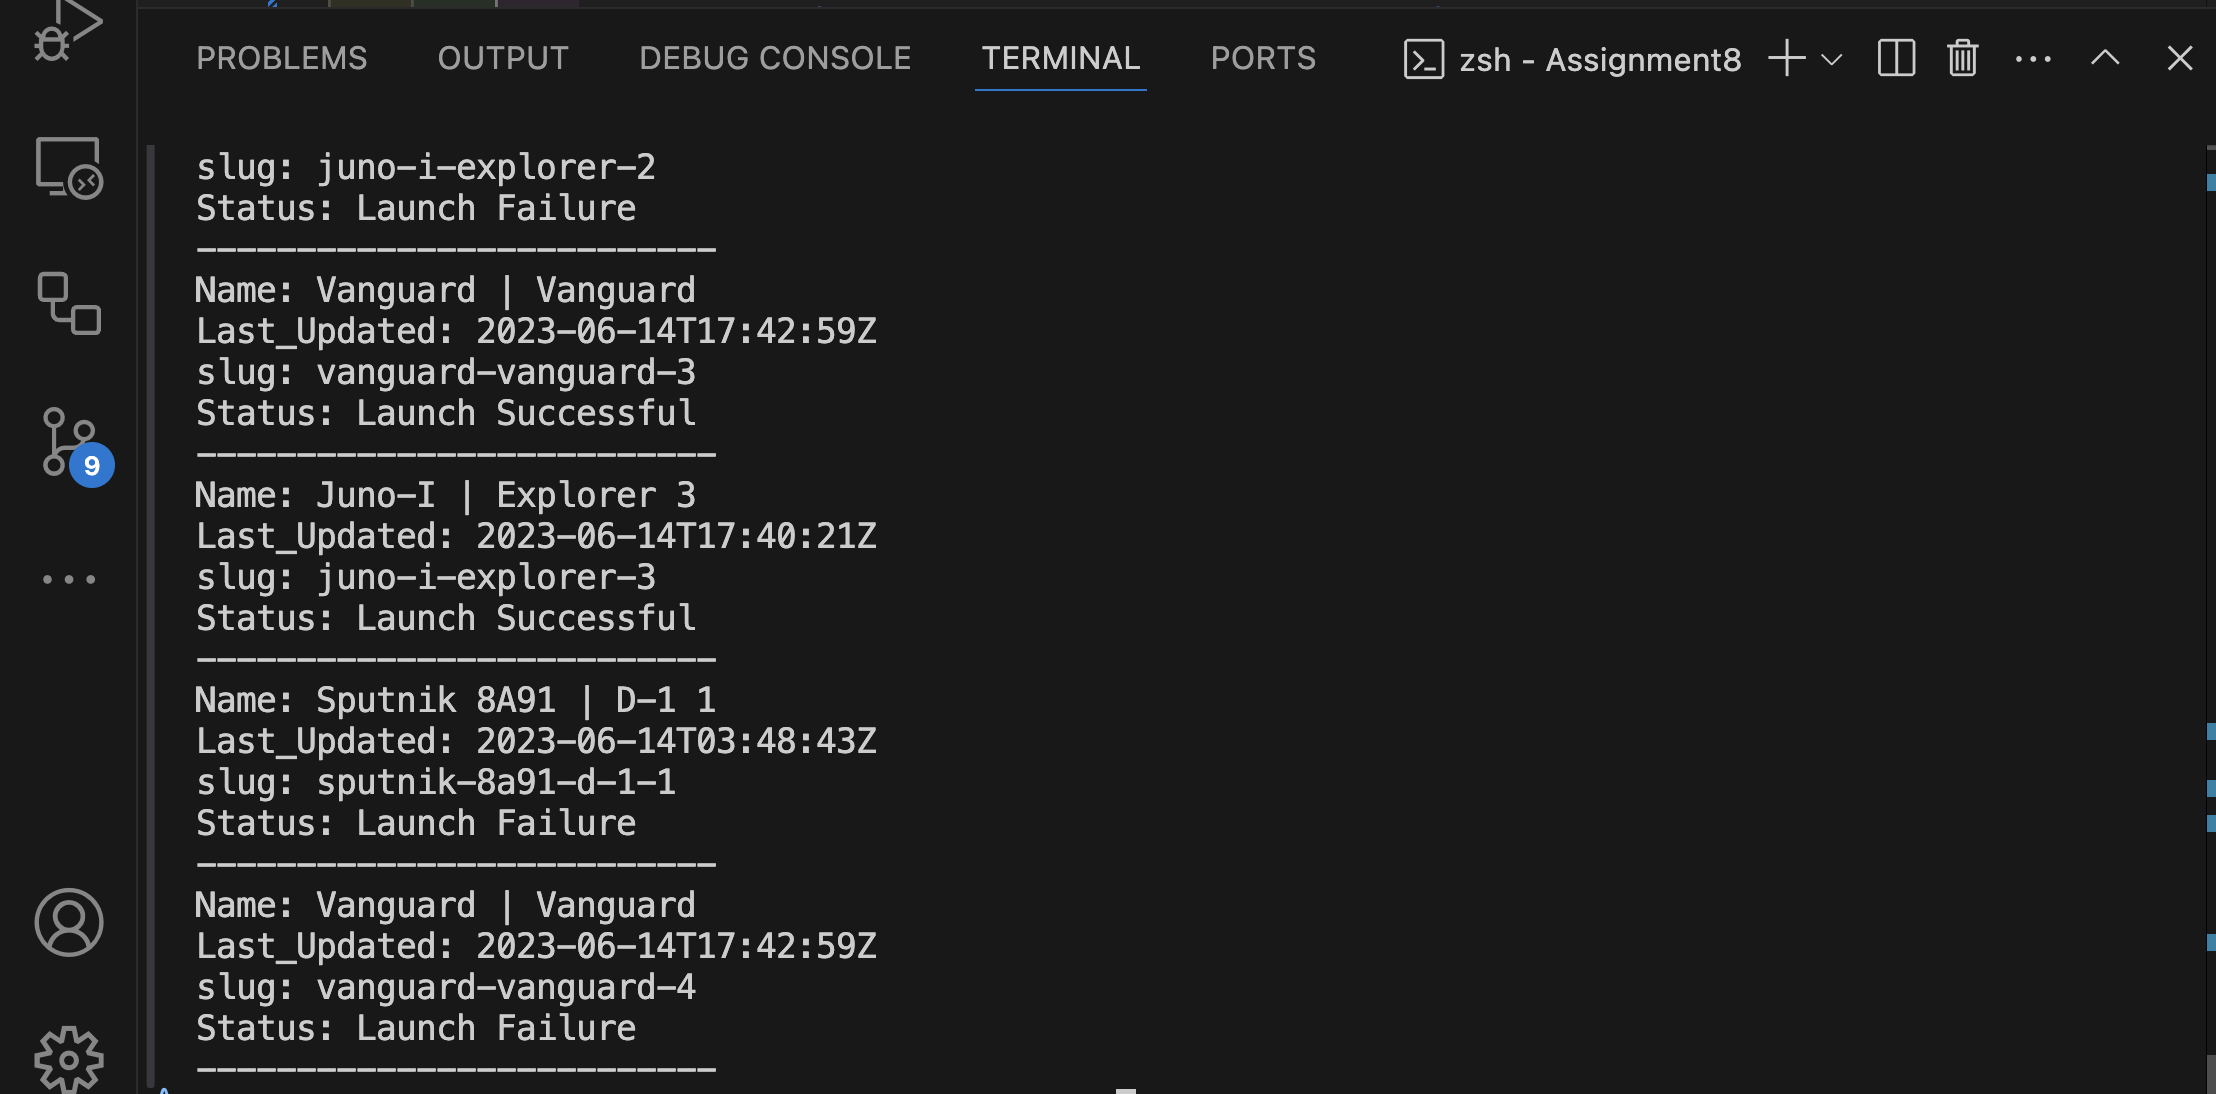 PROBLEMS OUTPUT DEBUG CONSOLE TERMINAL PORTS zsh - Assignment8
slug: juno-i-explorer-2
Status: Launch Failure
--------------------------
Name: Vanguard | Vanguard
Last_Updated: 2023-06-14T17:42:59Z
slug: vanguard-vanguard-3
Status: Launch Successful
--------------------------
Name: Juno-I | Explorer 3
Last_Updated: 2023-06-14T17:40:21Z
slug: juno-i-explorer-3
Status: Launch Successful
--------------------------
Name: Sputnik 8A91 | D-1 1
Last_Updated: 2023-06-14T03:48:43Z
slug: sputnik-8a91-d-1-1
Status: Launch Failure
--------------------------
Name: Vanguard | Vanguard
Last_Updated: 2023-06-14T17:42:59Z
slug: vanguard-vanguard-4
Status: Launch Failure
--------------------------
9